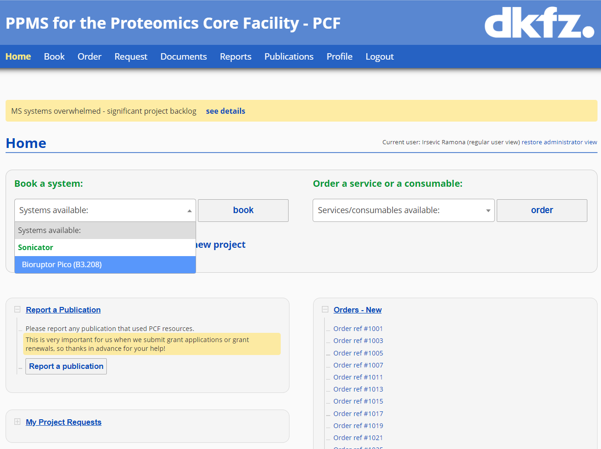 PPMS for the Proteomics Core Facility - PCF
dkfz.
Home Book Order Request Documents Reports Publications Profile Logout
MS systems overwhelmed - significant project backlog see details
Home
Current user: Irsevic Ramona (regular user view) restore administrator view
Book a system:
Systems available:
book
Systems available:
Sonicator
Bioruptor Pico (B3.208)
new project
Order a service or a consumable:
Services/consumables available:
order
Report a Publication
Please report any publication that used PCF resources.
This is very important for us when we submit grant applications or grant
renewals, so thanks in advance for your help!
Report a publication
My Project Requests
Orders - New
Order ref #1001
Order ref #1003
Order ref #1005
Order ref #1007
Order ref #1011
Order ref #1013
Order ref #1015
Order ref #1017
Order ref #1019
Order ref #1021